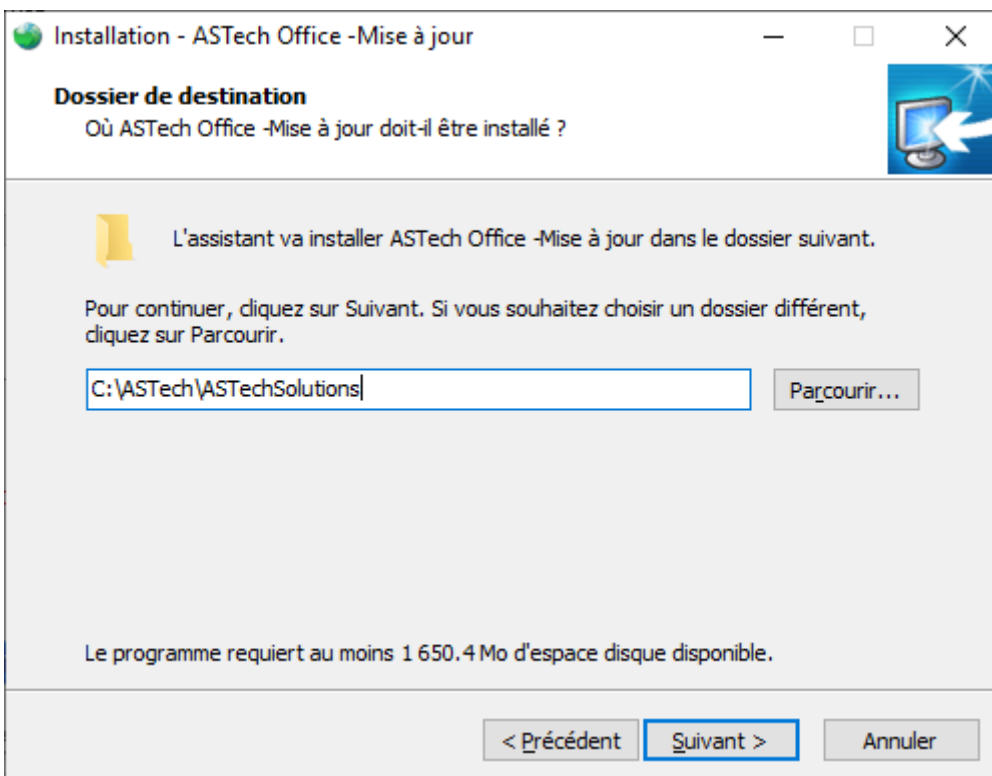 Installation - ASTech Office -Mise à jour
Dossier de destination
Où ASTech Office -Mise à jour doit-il être installé ?
L'assistant va installer ASTech Office -Mise à jour dans le dossier suivant.
Pour continuer, cliquez sur Suivant. Si vous souhaitez choisir un dossier différent,
cliquez sur Parcourir.
C:\ASTech\ASTechSolutions
Parcourir...
Le programme requiert au moins 1 650.4 Mo d'espace disque disponible.
< Précédent
Suivant >
Annuler